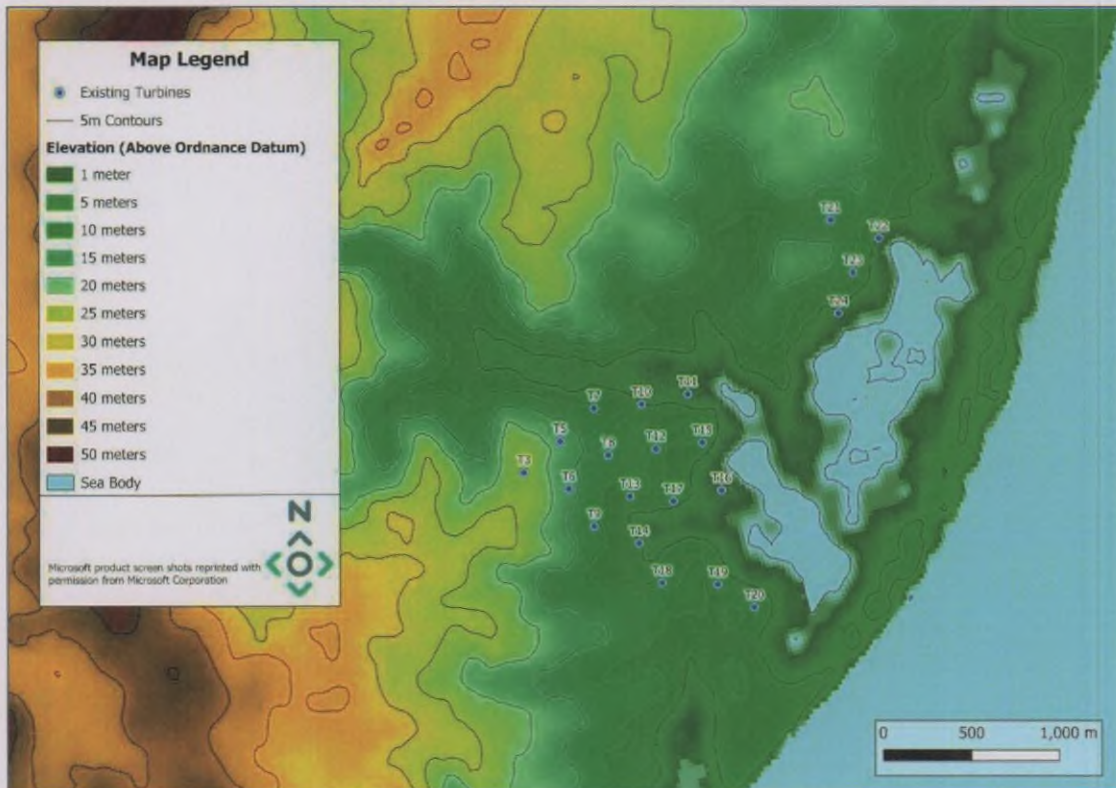 Map Legend
Existing Turbines
5m Contours
Elevation (Above Ordnance Datum)
1 meter
5 meters
10 meters
15 meters
20 meters
25 meters
30 meters
35 meters
40 meters
45 meters
50 meters
Sea Body
N
Microsoft product screen shots reprinted with
permission from Microsoft Corporation
T21
T22
T23
T24
T11
T10
T7
T5
T12
T15
T8
T3
T6
T13
T17
T16
T9
T14
T18
T19
T20
0 500 1,000 m